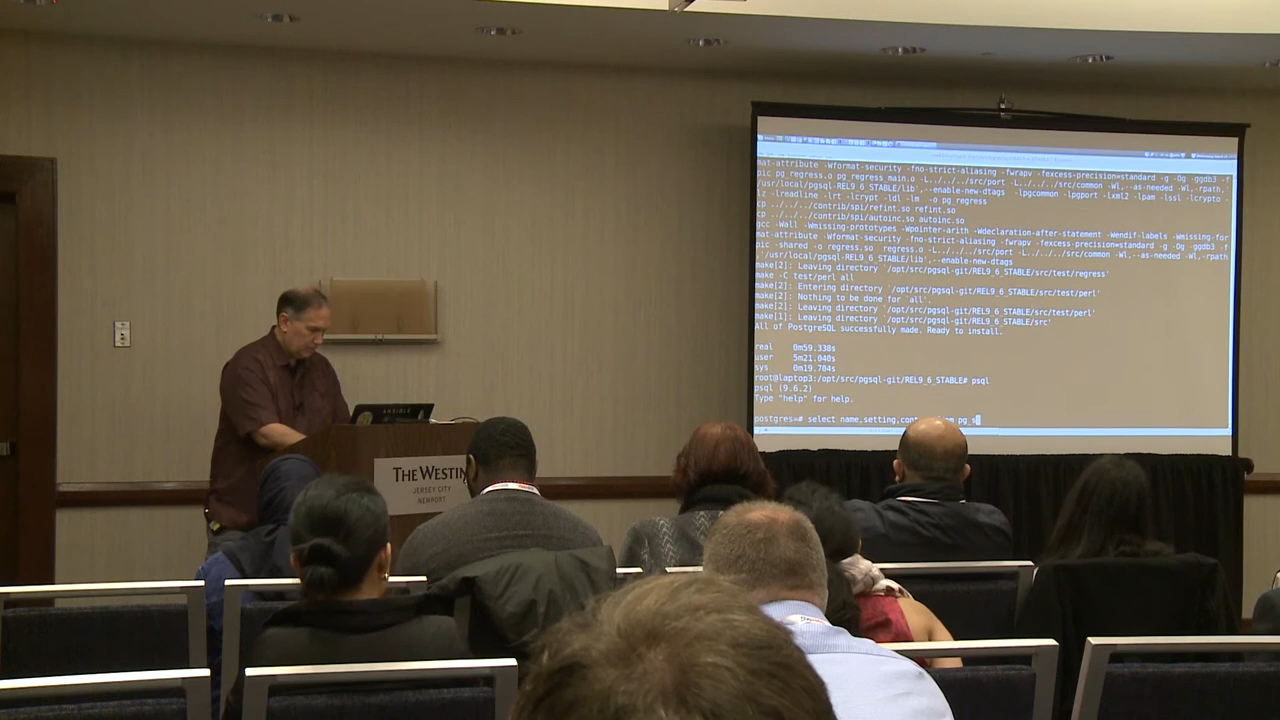 mat-attribute -Wformat-security -fno-strict-aliasing -fwrapv -fexcess-precision=standard -g -Og -ggdb3 -f
pic pg_regress.o pg_regress_main.o -L../../../src/port -L../../../src/common -Wl,--as-needed -Wl,-rpath,'
/usr/local/pgsql-REL9_6_STABLE/lib',--enable-new-dtags -lpgcommon -lpgport -lxml2 -lpam -lssl -lcrypto -
lz -lreadline -lrt -lcrypt -ldl -lm -o pg_regress
cp ../../../contrib/spi/refint.so refint.so
cp ../../../contrib/spi/autoinc.so autoinc.so
gcc -Wall -Wmissing-prototypes -Wpointer-arith -Wdeclaration-after-statement -Wendif-labels -Wmissing-for
mat-attribute -Wformat-security -fno-strict-aliasing -fwrapv -fexcess-precision=standard -g -Og -ggdb3 -f
pic -shared -o regress.so regress.o -L../../../src/port -L../../../src/common -Wl,--as-needed -Wl,-rpath
,'/usr/local/pgsql-REL9_6_STABLE/lib',--enable-new-dtags
make[2]: Leaving directory `/opt/src/pgsql-git/REL9_6_STABLE/src/test/regress'
make -C test/perl all
make[2]: Entering directory `/opt/src/pgsql-git/REL9_6_STABLE/src/test/perl'
make[2]: Nothing to be done for `all'.
make[2]: Leaving directory `/opt/src/pgsql-git/REL9_6_STABLE/src/test/perl'
make[1]: Leaving directory `/opt/src/pgsql-git/REL9_6_STABLE/src'
All of PostgreSQL successfully made. Ready to install.
real 0m59.338s
user 5m21.040s
sys 0m19.704s
root@laptop3:/opt/src/pgsql-git/REL9_6_STABLE# psql
psql (9.6.2)
Type "help" for help.
postgres=# select name,setting,con m pg_s
ANSIBLE
THE WESTIN
JERSEY CITY
NEWPORT